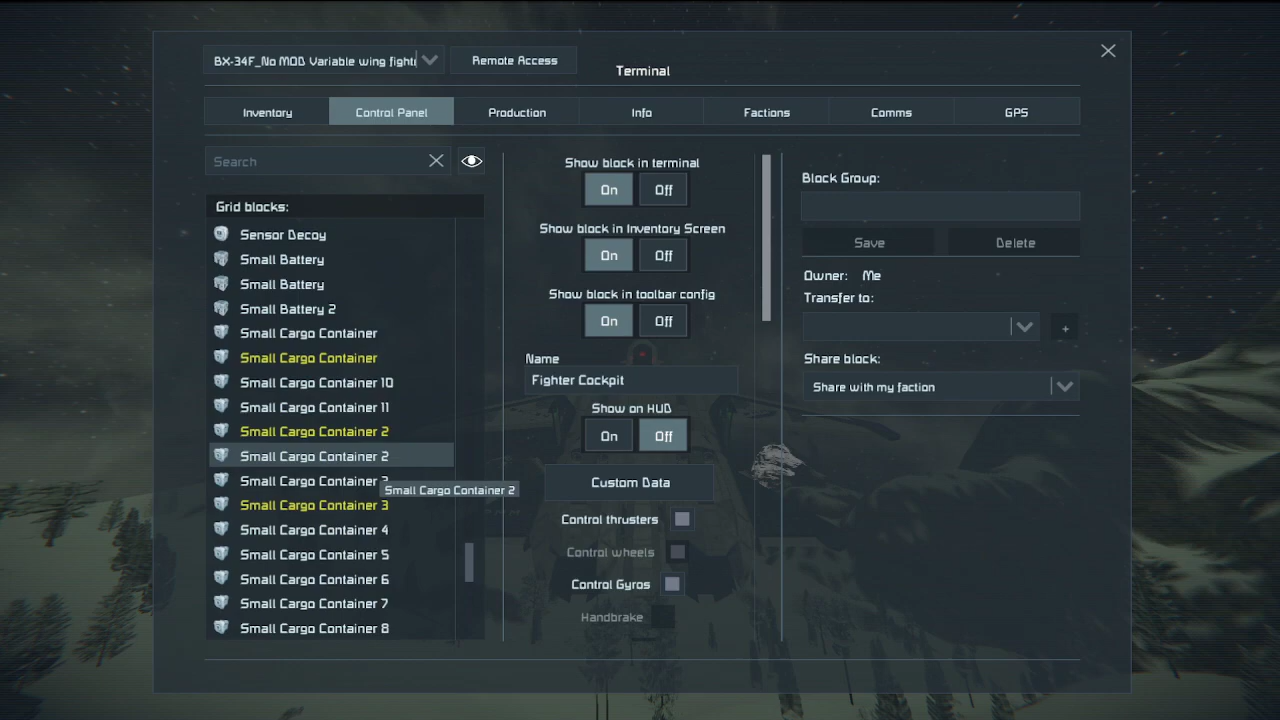 BX-34F_No MOD Variable wing fight
Remote Access
Terminal
Inventory
Control Panel
Production
Info
Factions
Comms
GPS
Search
Grid blocks:
Sensor Decoy
Small Battery
Small Battery
Small Battery 2
Small Cargo Container
Small Cargo Container
Small Cargo Container 10
Small Cargo Container 11
Small Cargo Container 2
Small Cargo Container 2
Small Cargo Container
Small Cargo Container 2
Small Cargo Container 3
Small Cargo Container 4
Small Cargo Container 5
Small Cargo Container 6
Small Cargo Container 7
Small Cargo Container 8
Show block in terminal
On Off
Show block in Inventory Screen
On Off
Show block in toolbar config
On Off
Name
Fighter Cockpit
Show on HUD
On Off
Custom Data
Control thrusters
Control wheels
Control Gyros
Handbrake
Block Group:
Save
Delete
Owner: Me
Transfer to:
+
Share block:
Share with my faction